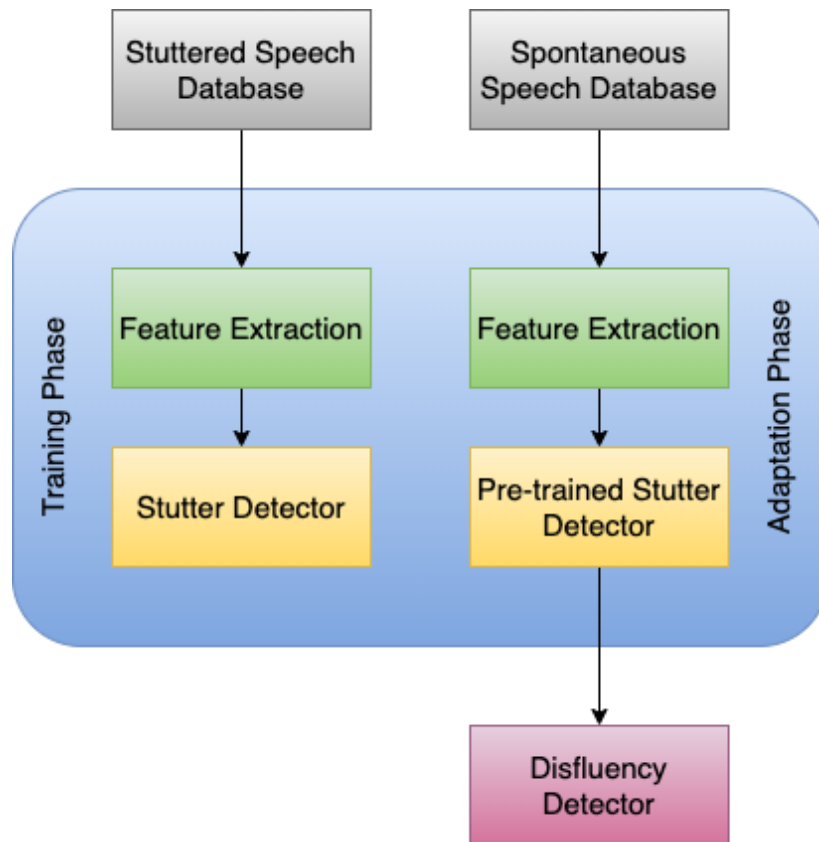 Stuttered Speech
Database
Spontaneous
Speech Database
Training Phase
Feature Extraction
Feature Extraction
Adaptation Phase
Stutter Detector
Pre-trained Stutter
Detector
Disfluency
Detector